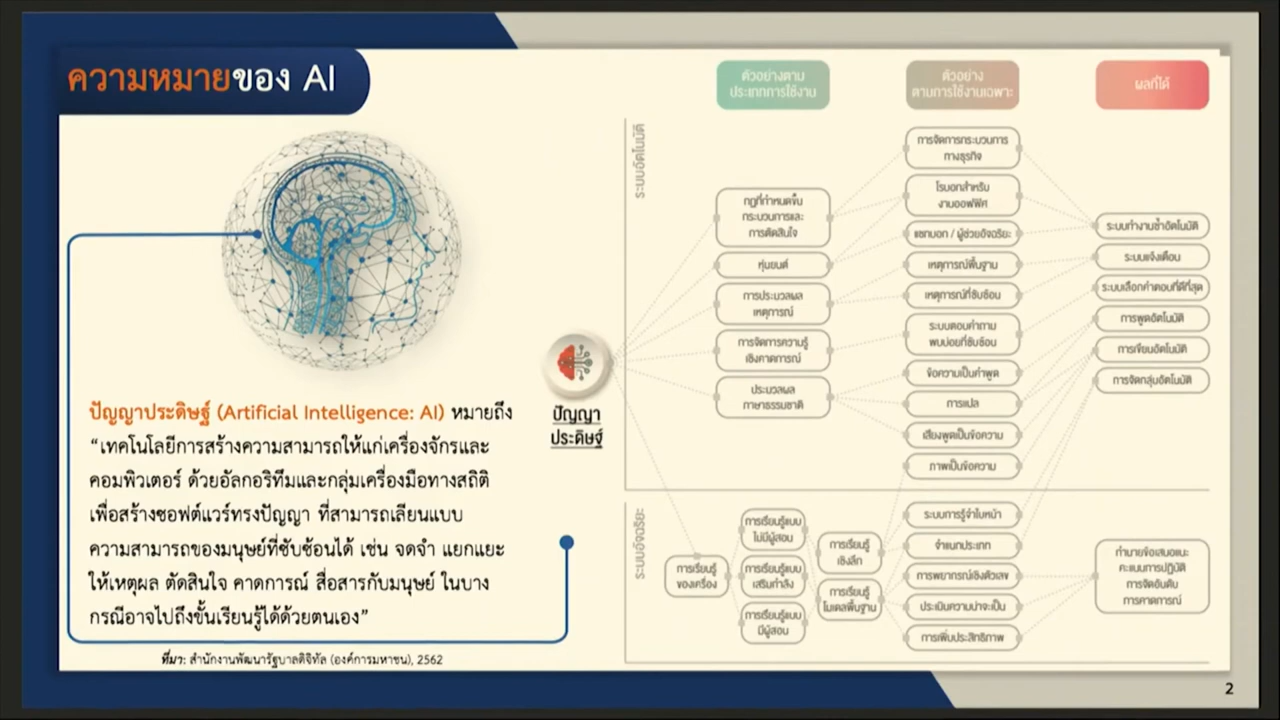 ความหมายของ AI
ปัญญาประดิษฐ์ (Artificial Intelligence: AI) หมายถึง
“เทคโนโลยีการสร้างความสามารถให้แก่เครื่องจักรและ
คอมพิวเตอร์ ด้วยอัลกอริทึมและกลุ่มเครื่องมือทางสถิติ
เพื่อสร้างซอฟต์แวร์ทรงปัญญา ที่สามารถเลียนแบบ
ความสามารถของมนุษย์ที่ซับซ้อนได้ เช่น จดจำ แยกแยะ
ให้เหตุผล ตัดสินใจ คาดการณ์ สื่อสารกับมนุษย์ ในบาง
กรณีอาจไปถึงขั้นเรียนรู้ได้ด้วยตนเอง”
ที่มา: สำนักงานพัฒนารัฐบาลดิจิทัล (องค์การมหาชน), 2562
ปัญญา
ประดิษฐ์
ตัวอย่างตาม
ประเภทการใช้งาน
ตัวอย่าง
ตามการใช้งานเฉพาะ
ผลที่ได้
ระบบอัตโนมัติ
กฎที่กำหนดขึ้น
กระบวนการและ
การตัดสินใจ
หุ่นยนต์
การประมวลผล
เหตุการณ์
การจัดการความรู้
เชิงคาดการณ์
ประมวลผล
ภาษาธรรมชาติ
การจัดการกระบวนการ
ทางธุรกิจ
โรบอทสำหรับ
งานออฟฟิศ
แชทบอท / ผู้ช่วยอัจฉริยะ
เหตุการณ์พื้นฐาน
เหตุการณ์ที่ซับซ้อน
ระบบตอบคำถาม
พบบ่อยที่ซับซ้อน
ข้อความเป็นคำพูด
การแปล
เสียงพูดเป็นข้อความ
ภาพเป็นข้อความ
ระบบทำงานซ้ำอัตโนมัติ
ระบบแจ้งเตือน
ระบบเลือกคำตอบที่ดีที่สุด
การพูดอัตโนมัติ
การเขียนอัตโนมัติ
การจัดกลุ่มอัตโนมัติ
ระบบอัจฉริยะ
การเรียนรู้
ของเครื่อง
การเรียนรู้แบบ
ไม่มีผู้สอน
การเรียนรู้แบบ
เสริมกำลัง
การเรียนรู้แบบ
มีผู้สอน
การเรียนรู้
เชิงลึก
การเรียนรู้
โมเดลพื้นฐาน
ระบบการรู้จำใบหน้า
จำแนกประเภท
การพยากรณ์เชิงตัวเลข
ประเมินความน่าจะเป็น
การเพิ่มประสิทธิภาพ
ทำนายข้อเสนอแนะ
คะแนนการปฏิบัติ
การจัดอันดับ
การคาดการณ์
2